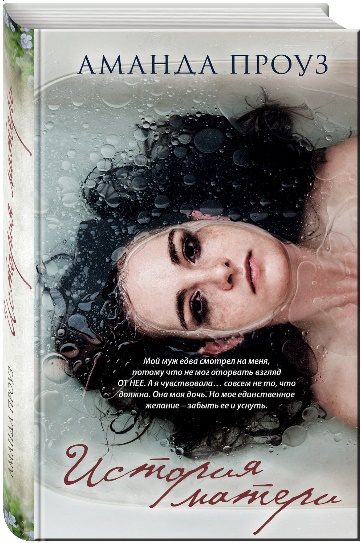 АМАНДА ПРОУЗ
Мой муж едва смотрел на меня,
потому что не мог оторвать взгляд
ОТ НЕЕ. А я чувствовала... совсем не то, что
должна. Она моя дочь. Но мое единственное
желание – забыть ее и уснуть.
История
матери
АМАНДА ПРОУЗ
История матери